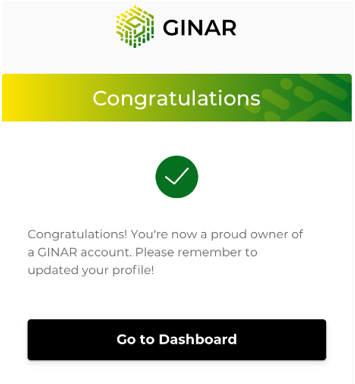 GINAR
Congratulations
Congratulations! You're now a proud owner of
a GINAR account. Please remember to
updated your profile!
Go to Dashboard